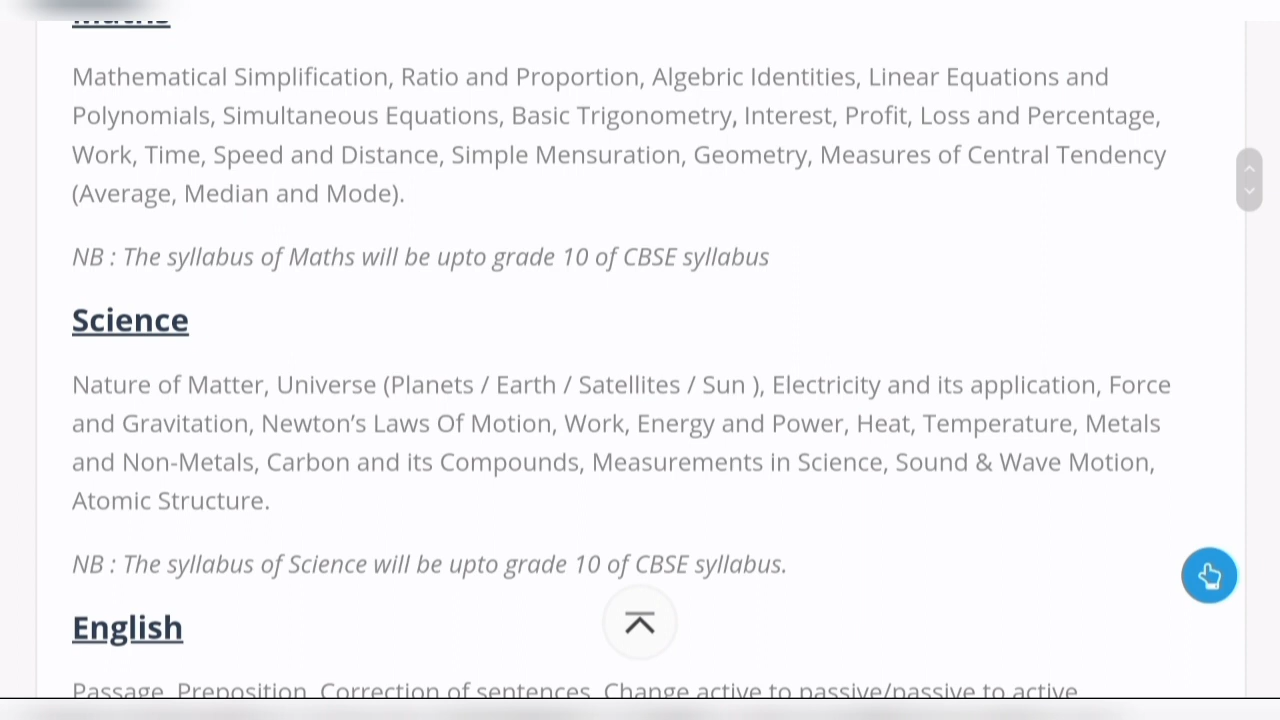 Maths
Mathematical Simplification, Ratio and Proportion, Algebric Identities, Linear Equations and
Polynomials, Simultaneous Equations, Basic Trigonometry, Interest, Profit, Loss and Percentage,
Work, Time, Speed and Distance, Simple Mensuration, Geometry, Measures of Central Tendency
(Average, Median and Mode).
NB : The syllabus of Maths will be upto grade 10 of CBSE syllabus
Science
Nature of Matter, Universe (Planets / Earth / Satellites / Sun ), Electricity and its application, Force
and Gravitation, Newton’s Laws Of Motion, Work, Energy and Power, Heat, Temperature, Metals
and Non-Metals, Carbon and its Compounds, Measurements in Science, Sound & Wave Motion,
Atomic Structure.
NB : The syllabus of Science will be upto grade 10 of CBSE syllabus.
English
Passage, Preposition, Correction of sentences, Change active to passive/passive to active